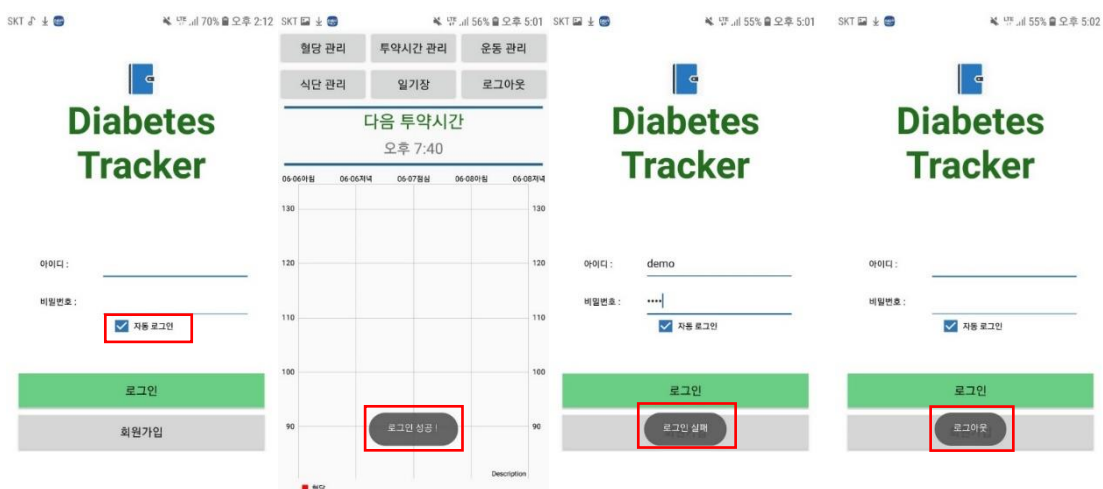 SKT 70% 오후 2:12
Diabetes
Tracker
아이디 :
비밀번호 :
자동 로그인
로그인
회원가입
SKT 56% 오후 5:01
혈당 관리 투약시간 관리 운동 관리
식단 관리 일기장 로그아웃
다음 투약시간
오후 7:40
06-06아침 06-06저녁 06-07점심 06-08아침 06-08저녁
130 130
120 120
110 110
100 100
90 90
로그인 성공 !
Description
혈당
SKT 55% 오후 5:01
Diabetes
Tracker
아이디 : demo
비밀번호 : ••••
자동 로그인
로그인
로그인 실패
SKT 55% 오후 5:02
Diabetes
Tracker
아이디 :
비밀번호 :
자동 로그인
로그인
로그아웃